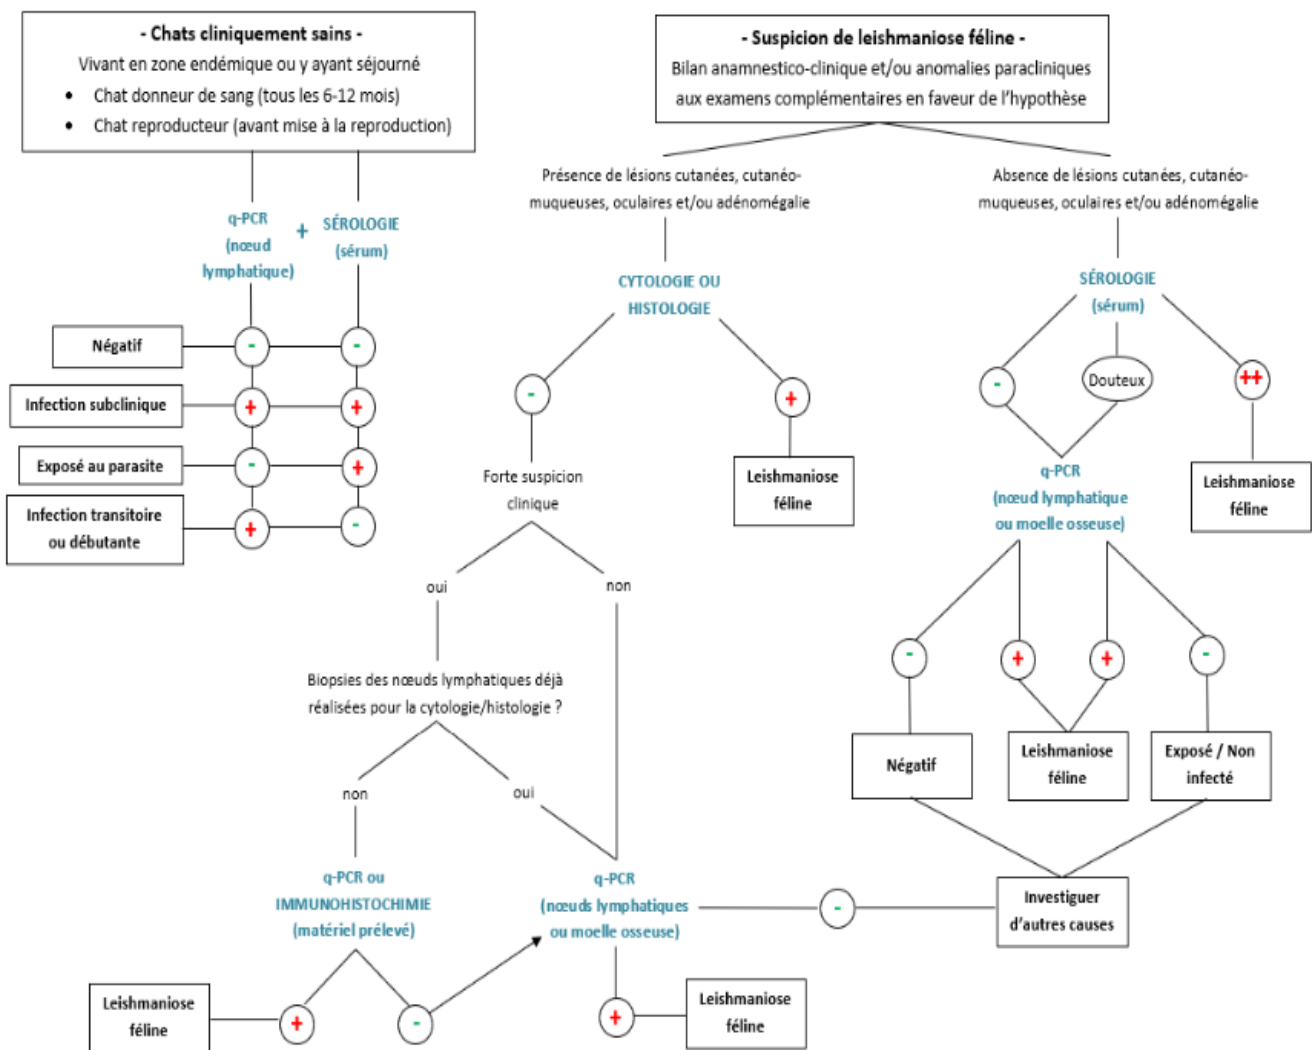 - Chats cliniquement sains -
Vivant en zone endémique ou y ayant séjourné
• Chat donneur de sang (tous les 6-12 mois)
• Chat reproducteur (avant mise à la reproduction)
q-PCR
(nœud
lymphatique)
+
SÉROLOGIE
(sérum)
Négatif
-
-
Infection subclinique
+
+
Exposé au parasite
-
+
Infection transitoire
ou débutante
+
-
- Suspicion de leishmaniose féline -
Bilan anamnestico-clinique et/ou anomalies paracliniques
aux examens complémentaires en faveur de l'hypothèse
Présence de lésions cutanées, cutanéo-
muqueuses, oculaires et/ou adénomégalie
CYTOLOGIE OU
HISTOLOGIE
-
+
Forte suspicion
clinique
Leishmaniose
féline
oui
non
Biopsies des nœuds lymphatiques déjà
réalisées pour la cytologie/histologie ?
non
oui
q-PCR ou
IMMUNOHISTOCHIMIE
(matériel prélevé)
q-PCR
(nœuds lymphatiques
ou moelle osseuse)
-
Leishmaniose
féline
+
-
+
Leishmaniose
féline
Absence de lésions cutanées, cutanéo-
muqueuses, oculaires et/ou adénomégalie
SÉROLOGIE
(sérum)
-
Douteux
++
q-PCR
(nœud lymphatique
ou moelle osseuse)
Leishmaniose
féline
-
+
+
-
Négatif
Leishmaniose
féline
Exposé / Non
infecté
Investiguer
d'autres causes